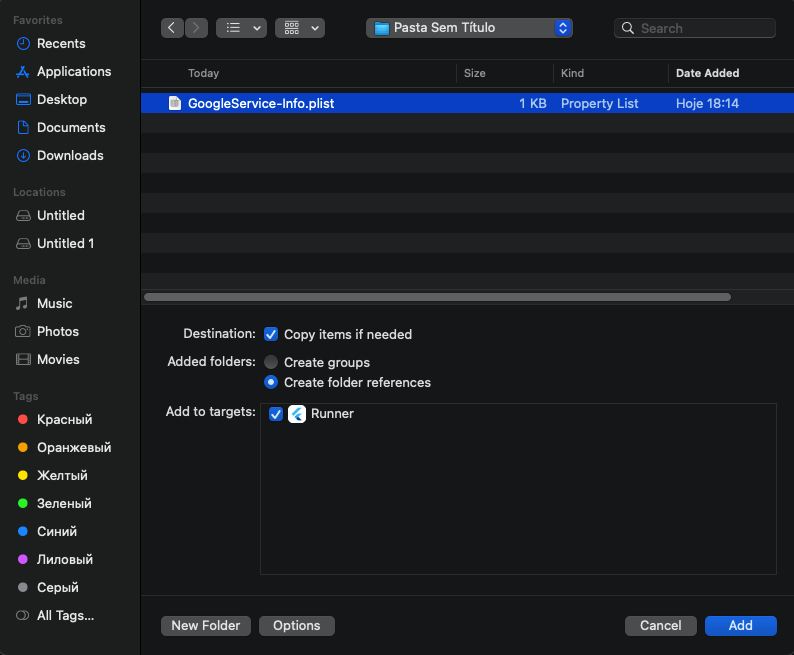 Favorites
Recents
Applications
Desktop
Documents
Downloads
Locations
Untitled
Untitled 1
Media
Music
Photos
Movies
Tags
Красный
Оранжевый
Желтый
Зеленый
Синий
Лиловый
Серый
All Tags...
Pasta Sem Título
Search
Today Size Kind Date Added
GoogleService-Info.plist 1 KB Property List Hoje 18:14
Destination: Copy items if needed
Added folders: Create groups
Create folder references
Add to targets: Runner
New Folder Options Cancel Add